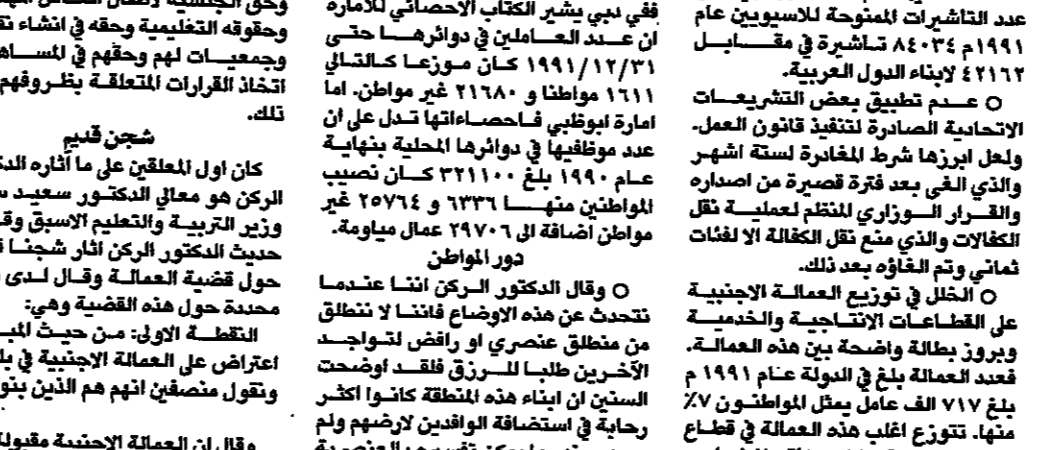 عدد التاشيرات الممنوحة للاسيويين عام
١٩٩١م ٨٤٠٣٤ تاشيرة في مقابل
٤٢١٦٢ لابناء الدول العربية.
○ عدم تطبيق بعض التشريعات
الاتحادية الصادرة لتنفيذ قانون العمل.
ولعل ابرزها شرط المغادرة لستة اشهر
والذي الغي بعد فترة قصيرة من اصداره
والقرار الوزاري المنظم لعملية نقل
الكفالات والذي منع نقل الكفالة الا لفئات
ثماني وتم الغاؤه بعد ذلك.
○ الخلل في توزيع العمالة الاجنبية
على القطاعات الانتاجية والخدمية
وبروز بطالة واضحة بين هذه العمالة.
فعدد العمالة بلغ في الدولة عام ١٩٩١ م
بلغ ٧١٧ الف عامل يمثل المواطنون ٧٪
منها. تتوزع اغلب هذه العمالة في قطاع
ففي دبي يشير الكتاب الاحصائي للامارة
ان عدد العاملين في دوائرها حتى
١٩٩١/١٢/٣١ كان موزعا كالتالي
١٦١١ مواطنا و ٢١٦٨٠ غير مواطن. اما
امارة ابوظبي فاحصاءاتها تدل على ان
عدد موظفيها في دوائرها المحلية بنهاية
عام ١٩٩٠ بلغ ٣٢١١٠٠ كان نصيب
المواطنين منها ٦٣٣٦ و ٢٥٧٦٤ غير
مواطن اضافة الى ٢٩٧٠٦ عمال مياومة.
دور المواطن
○ وقال الدكتور الركن اننا عندما
نتحدث عن هذه الاوضاع فاننا لا ننطلق
من منطلق عنصري او رافض لتواجد
الآخرين طلبا للرزق فلقد أوضحت
السنين ان ابناء هذه المنطقة كانوا اكثر
رحابة في استضافة الوافدين لارضهم ولم
وحق الجنسية لاطفال
وحقوقه التعليمية وحقه في انشاء
وجمعيات لهم وحقهم في
اتخاذ القرارات المتعلقة بظروفهم
تلك.
شجن قديم
كان اول المعلقين على ما أثاره
الركن هو معالي الدكتور سعيد
وزير التربية والتعليم الاسبق
حديث الدكتور الركن اثار شجنا
حول قضية العمالة وقال لدى
محددة حول هذه القضية وهي:
النقطة الاولى: من حيث
اعتراض على العمالة الاجنبية في
ونقول منصفين انهم هم الذين
وقال ان العمالة الاجنبية